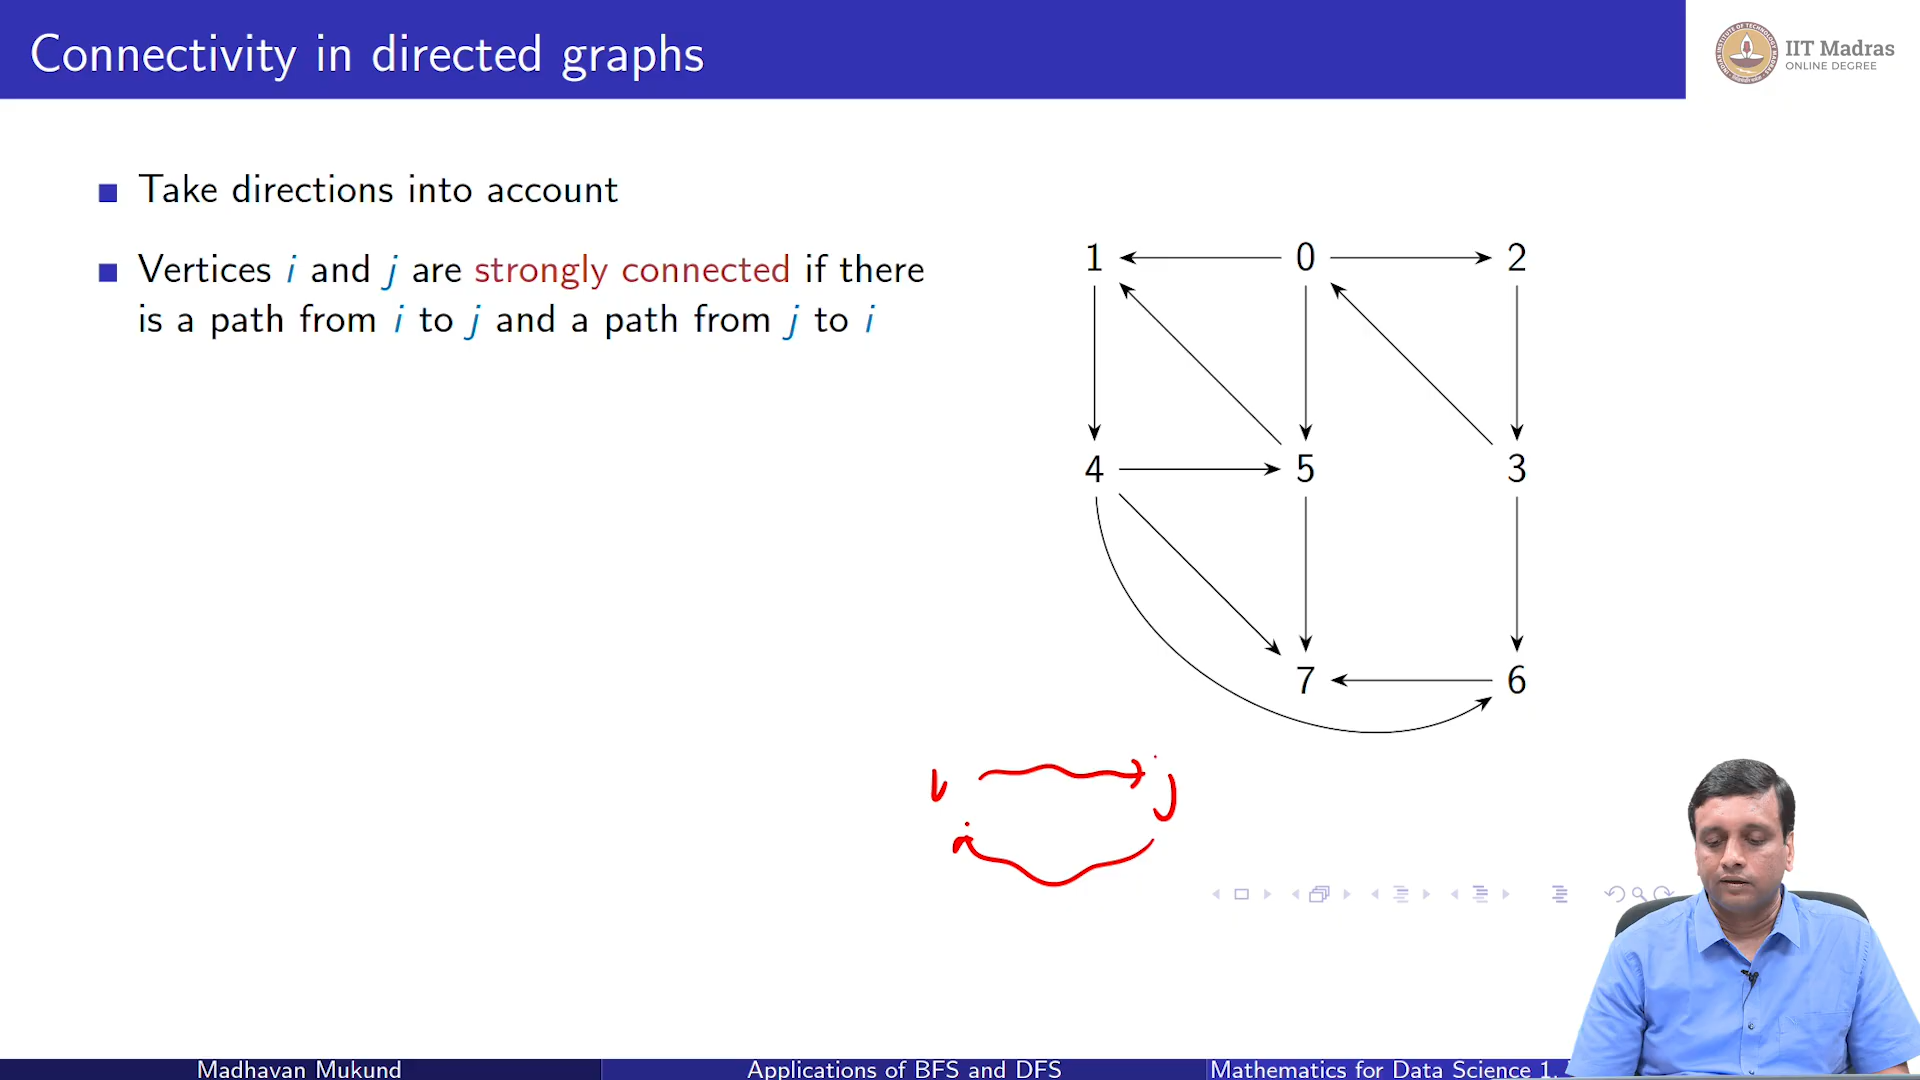 Connectivity in directed graphs
IIT Madras
ONLINE DEGREE
Take directions into account
Vertices i and j are strongly connected if there
is a path from i to j and a path from j to i
1 0 2
4 5 3
7 6
i j
Madhavan Mukund Applications of BFS and DFS Mathematics for Data Science 1,